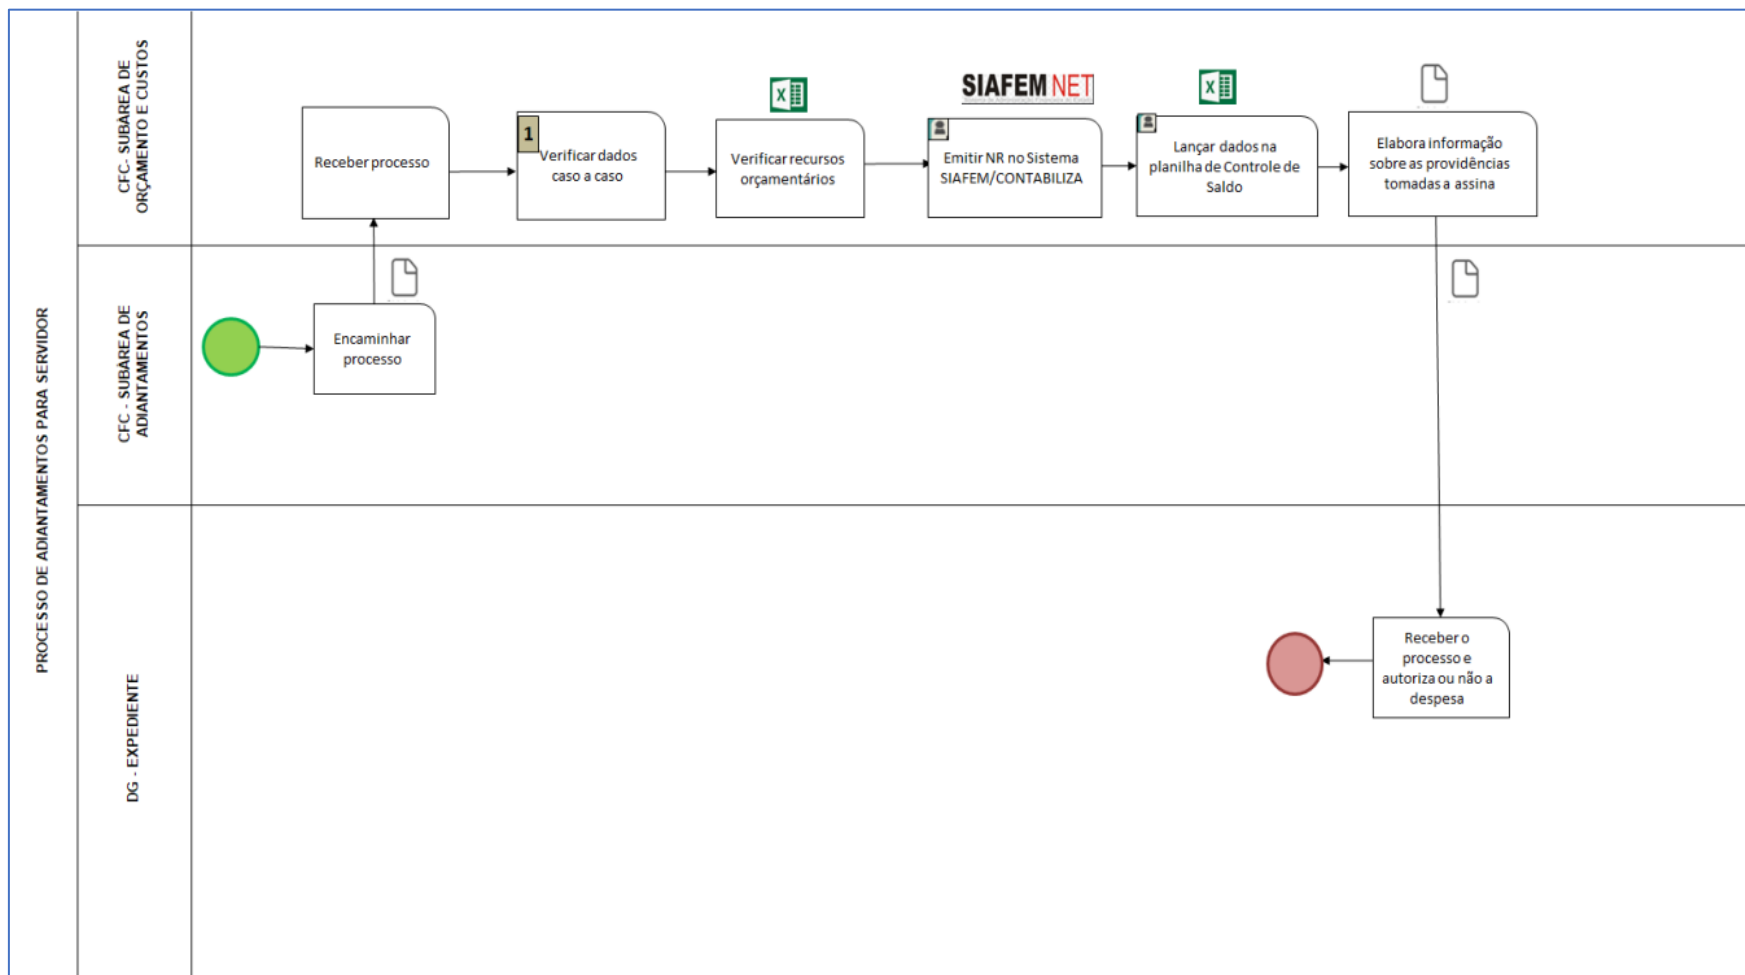 PROCESSO DE ADIANTAMENTOS PARA SERVIDOR
CFC- SUBÁREA DE
ORÇAMENTO E CUSTOS
Receber processo
1
Verificar dados
caso a caso
Verificar recursos
orçamentários
SIAFEM NET
Emitir NR no Sistema
SIAFEM/CONTABILIZA
Lançar dados na
planilha de Controle de
Saldo
Elabora informação
sobre as providências
tomadas a assina
CFC - SUBÁREA DE
ADIANTAMENTOS
Encaminhar
processo
DG - EXPEDIENTE
Receber o
processo e
autoriza ou não a
despesa